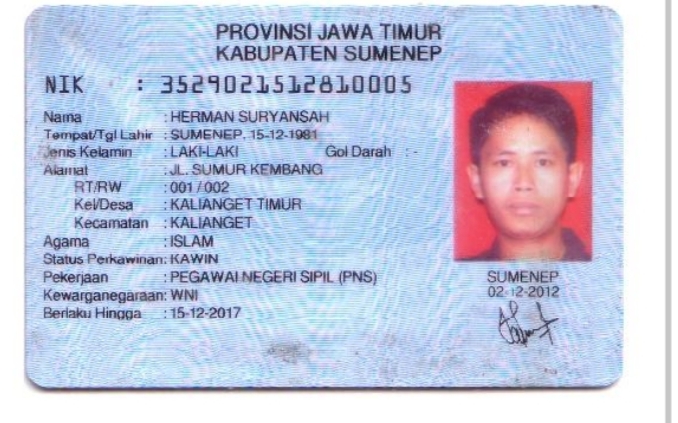 PROVINSI JAWA TIMUR
KABUPATEN SUMENEP
NIK : 3529021512810005
Nama : HERMAN SURYANSAH
Tempat/Tgl Lahir : SUMENEP, 15-12-1981
Jenis Kelamin : LAKI-LAKI Gol Darah : -
Alamat : JL. SUMUR KEMBANG
RT/RW : 001 / 002
Kel/Desa : KALIANGET TIMUR
Kecamatan : KALIANGET
Agama : ISLAM
Status Perkawinan: KAWIN
Pekerjaan : PEGAWAI NEGERI SIPIL (PNS)
Kewarganegaraan: WNI
Berlaku Hingga : 15-12-2017
SUMENEP
02-12-2012